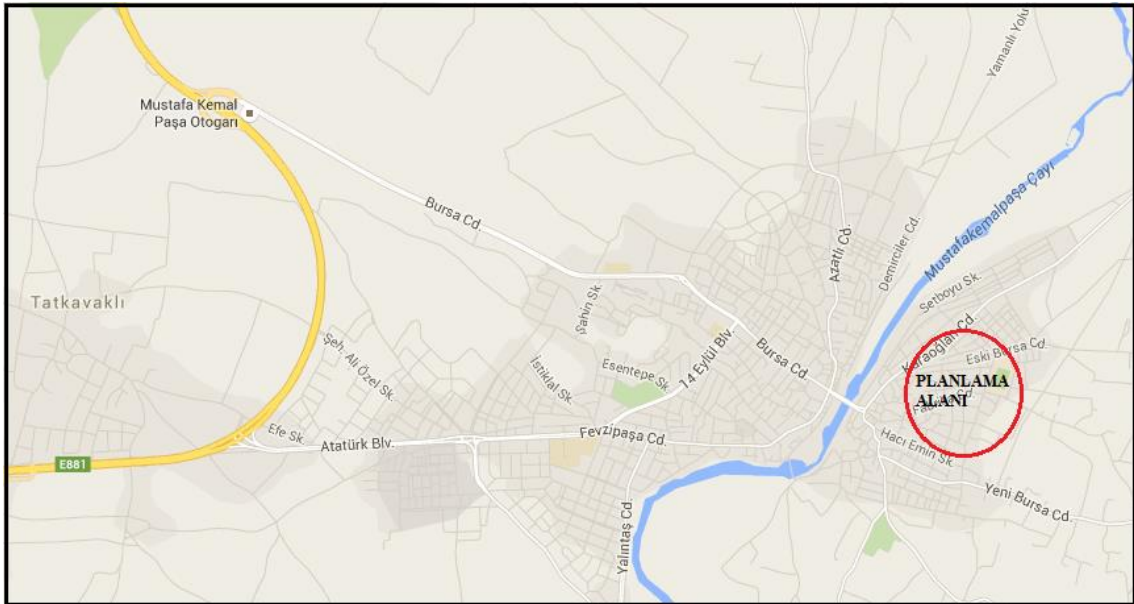 Mustafa Kemal
Paşa Otogarı
Yamanlı Yolu
Bursa Cd.
Mustafakemalpaşa Çayı
Azatlı Cd.
Demirciler Cd.
Setboyu Sk.
Tatkavaklı
Şahin Sk.
Karaoğlan Cd.
Eski Bursa Cd.
Şeh. Ali Özel Sk.
İstiklal Sk.
Esentepe Sk.
14 Eylül Blv.
Bursa Cd.
PLANLAMA
ALANI
Efe Sk.
Atatürk Blv.
Fevzipaşa Cd.
Hacı Emin Sk.
E881
Yalıntaş Cd.
Yeni Bursa Cd.